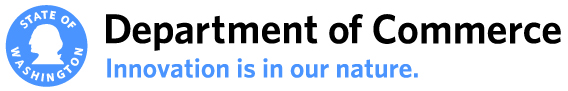 STATE OF
WASHINGTON
Department of Commerce
Innovation is in our nature.